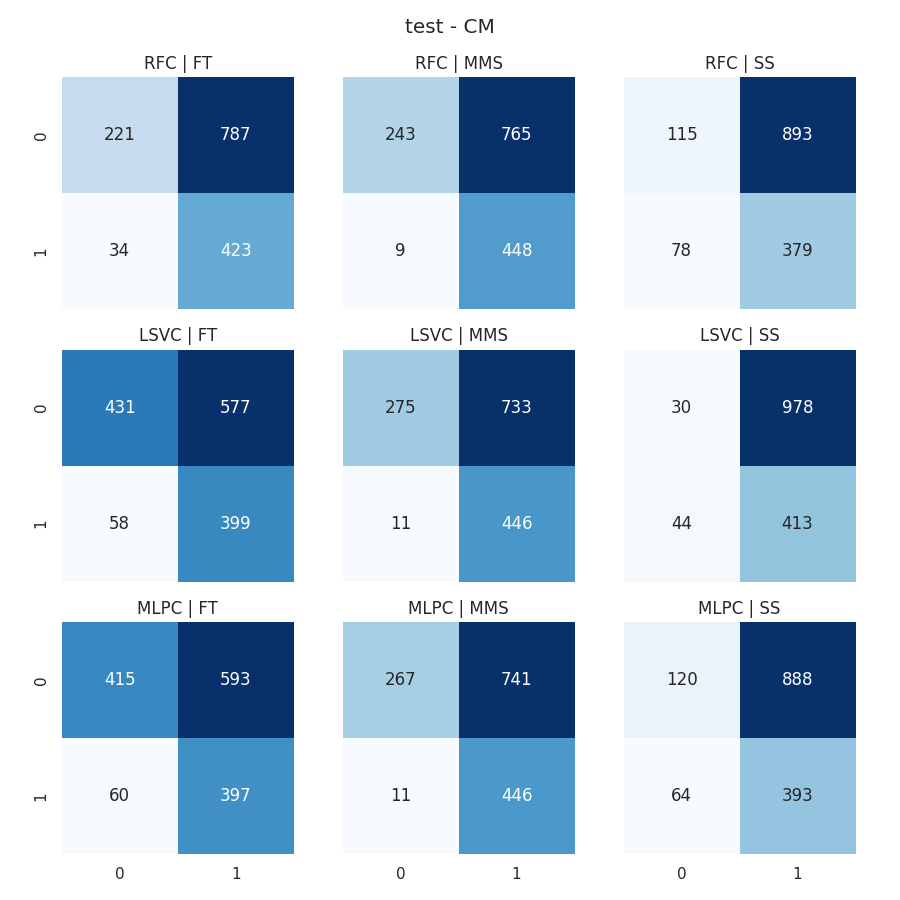 test - CM
RFC | FT RFC | MMS RFC | SS
0 221 787 243 765 115 893
1 34 423 9 448 78 379
LSVC | FT LSVC | MMS LSVC | SS
0 431 577 275 733 30 978
1 58 399 11 446 44 413
MLPC | FT MLPC | MMS MLPC | SS
0 415 593 267 741 120 888
1 60 397 11 446 64 393
0 1 0 1 0 1